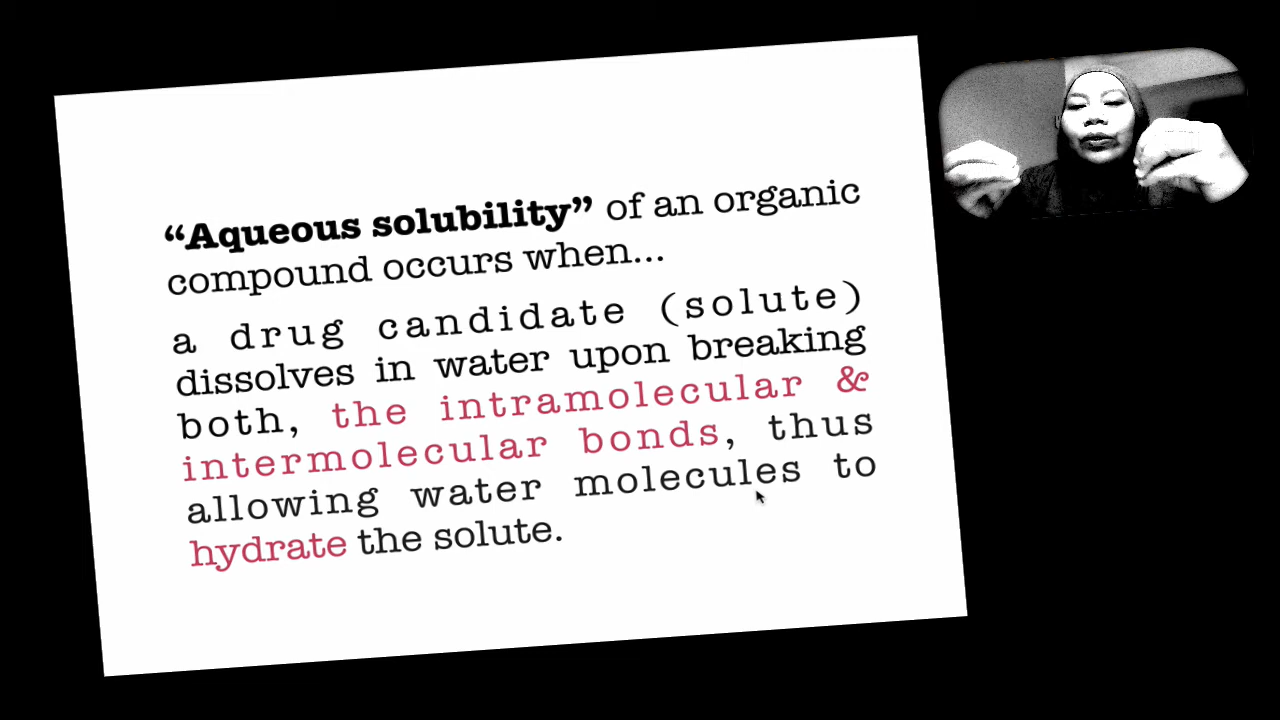 “Aqueous solubility” of an organic
compound occurs when...
a drug candidate (solute)
dissolves in water upon breaking
both, the intramolecular &
intermolecular bonds, thus
allowing water molecules to
hydrate the solute.